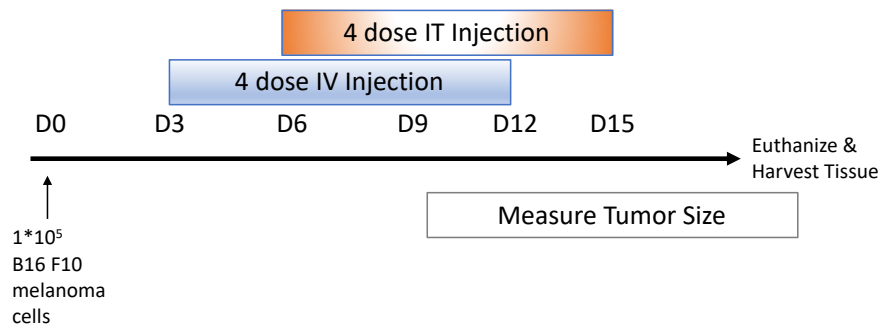 4 dose IT Injection
4 dose IV Injection
D0 D3 D6 D9 D12 D15
Euthanize &
Harvest Tissue
Measure Tumor Size
1*10⁵
B16 F10
melanoma
cells